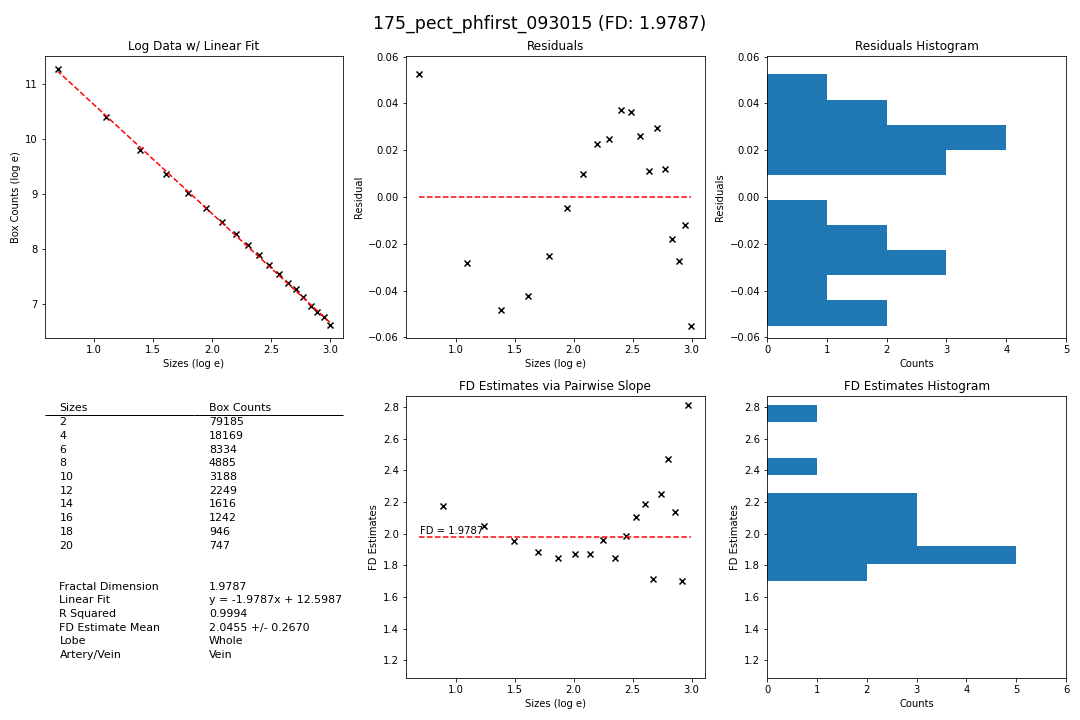 175_pect_phfirst_093015 (FD: 1.9787)
Log Data w/ Linear Fit
Box Counts (log e)
11
10
9
8
7
1.0 1.5 2.0 2.5 3.0
Sizes (log e)
Residuals
Residual
0.06
0.04
0.02
0.00
−0.02
−0.04
−0.06
1.0 1.5 2.0 2.5 3.0
Sizes (log e)
Residuals Histogram
Residuals
0.06
0.04
0.02
0.00
−0.02
−0.04
−0.06
0 1 2 3 4 5
Counts
Sizes Box Counts
2 79185
4 18169
6 8334
8 4885
10 3188
12 2249
14 1616
16 1242
18 946
20 747
Fractal Dimension 1.9787
Linear Fit y = -1.9787x + 12.5987
R Squared 0.9994
FD Estimate Mean 2.0455 +/- 0.2670
Lobe Whole
Artery/Vein Vein
FD Estimates via Pairwise Slope
FD Estimates
2.8
2.6
2.4
2.2
2.0
1.8
1.6
1.4
1.2
FD = 1.9787
1.0 1.5 2.0 2.5 3.0
Sizes (log e)
FD Estimates Histogram
FD Estimates
2.8
2.6
2.4
2.2
2.0
1.8
1.6
1.4
1.2
0 1 2 3 4 5 6
Counts